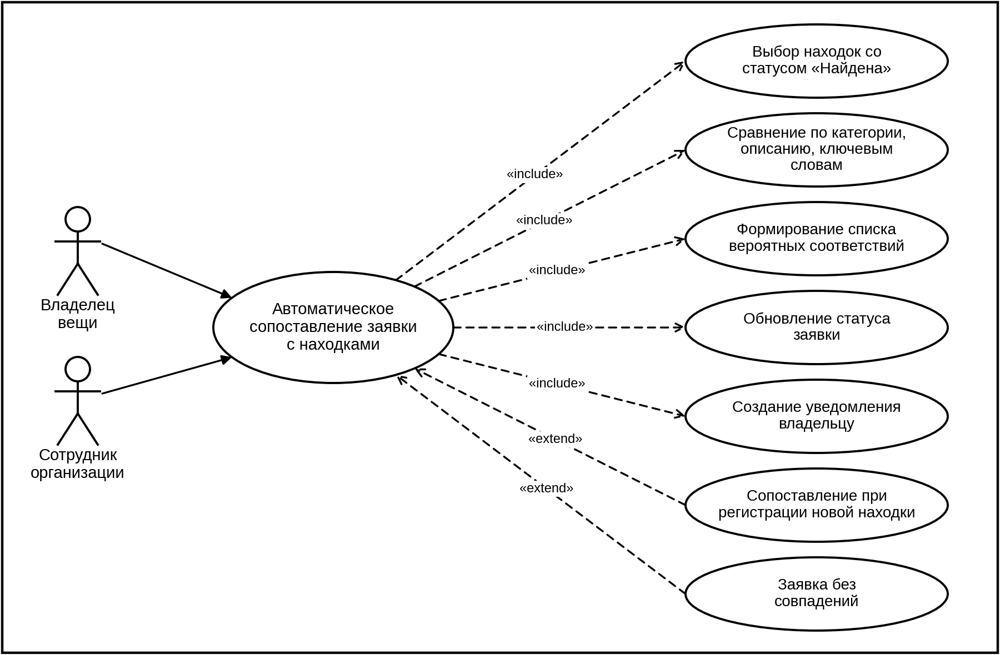 Выбор находок со
статусом «Найдена»
Сравнение по категории,
описанию, ключевым
словам
«include»
«include»
Формирование списка
вероятных соответствий
«include»
Владелец
вещи
Автоматическое
сопоставление заявки
с находками
«include»
Обновление статуса
заявки
«include»
Создание уведомления
владельцу
«extend»
Сотрудник
организации
«extend»
Сопоставление при
регистрации новой находки
Заявка без
совпадений